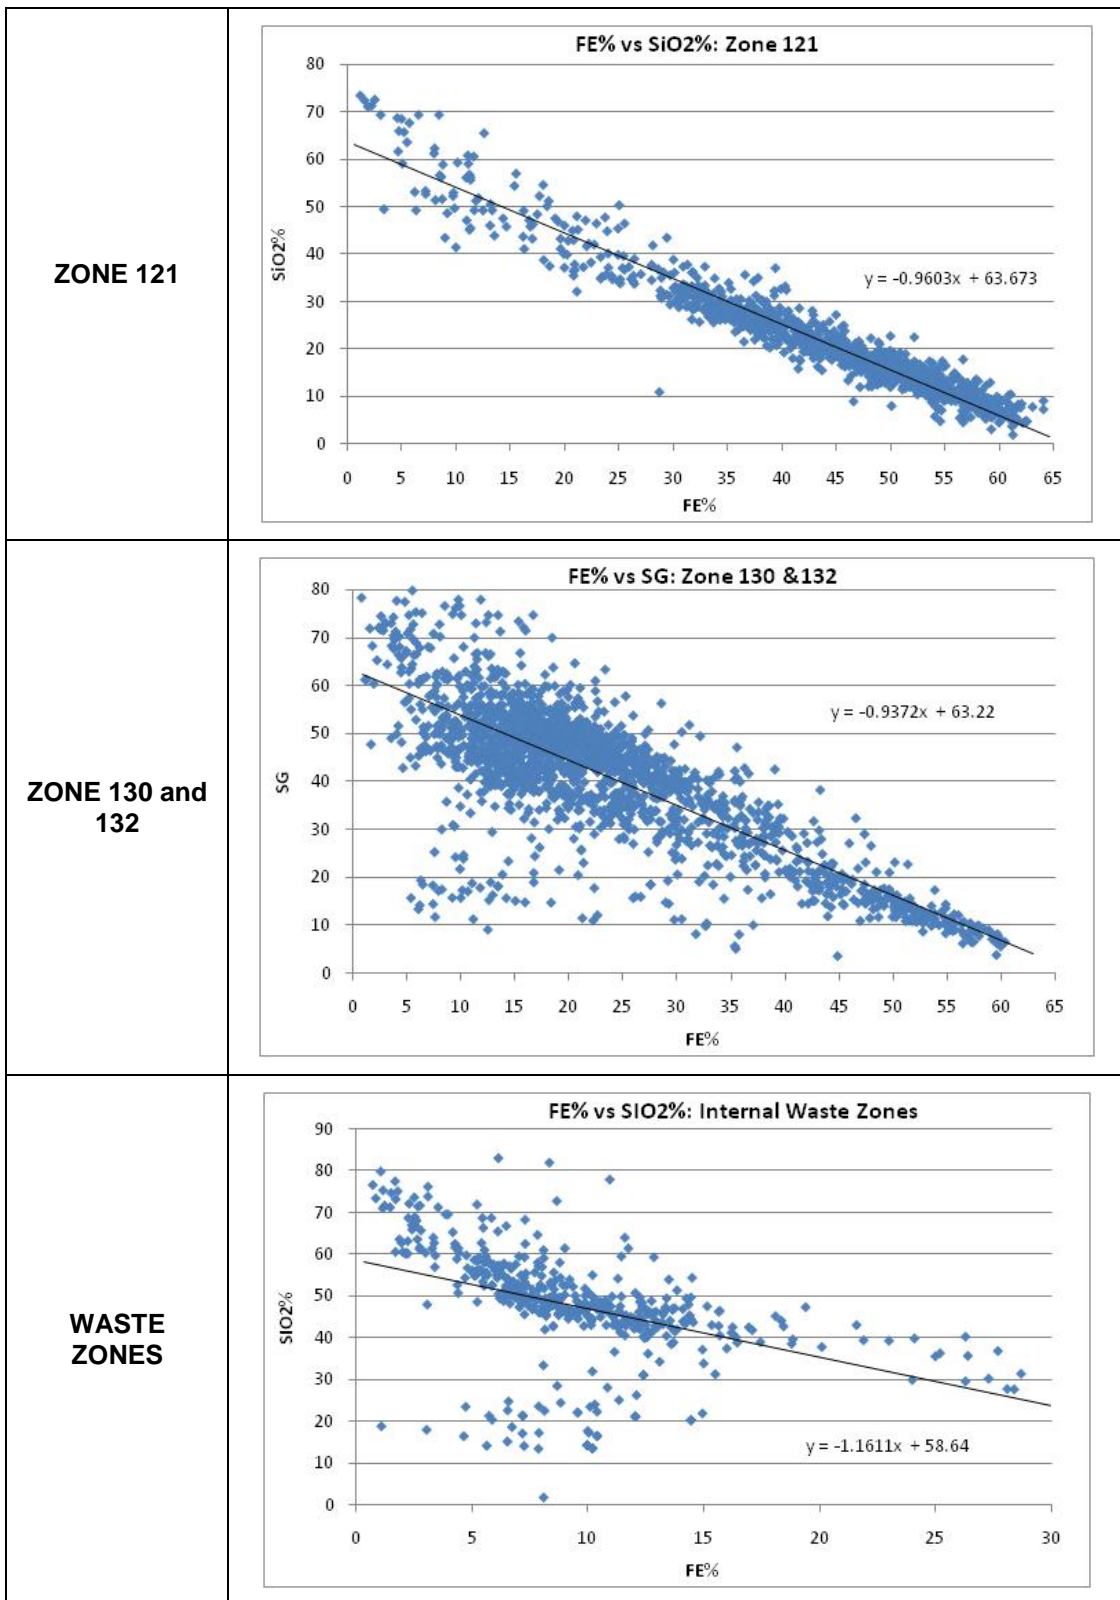 ZONE 121
FE% vs SiO2%: Zone 121
80
70
60
50
40
30
20
10
0
SiO2%
y = -0.9603x + 63.673
0 5 10 15 20 25 30 35 40 45 50 55 60 65
FE%
ZONE 130 and
132
FE% vs SG: Zone 130 &132
80
70
60
50
40
30
20
10
0
SG
y = -0.9372x + 63.22
0 5 10 15 20 25 30 35 40 45 50 55 60 65
FE%
WASTE
ZONES
FE% vs SIO2%: Internal Waste Zones
90
80
70
60
50
40
30
20
10
0
SIO2%
y = -1.1611x + 58.64
0 5 10 15 20 25 30
FE%